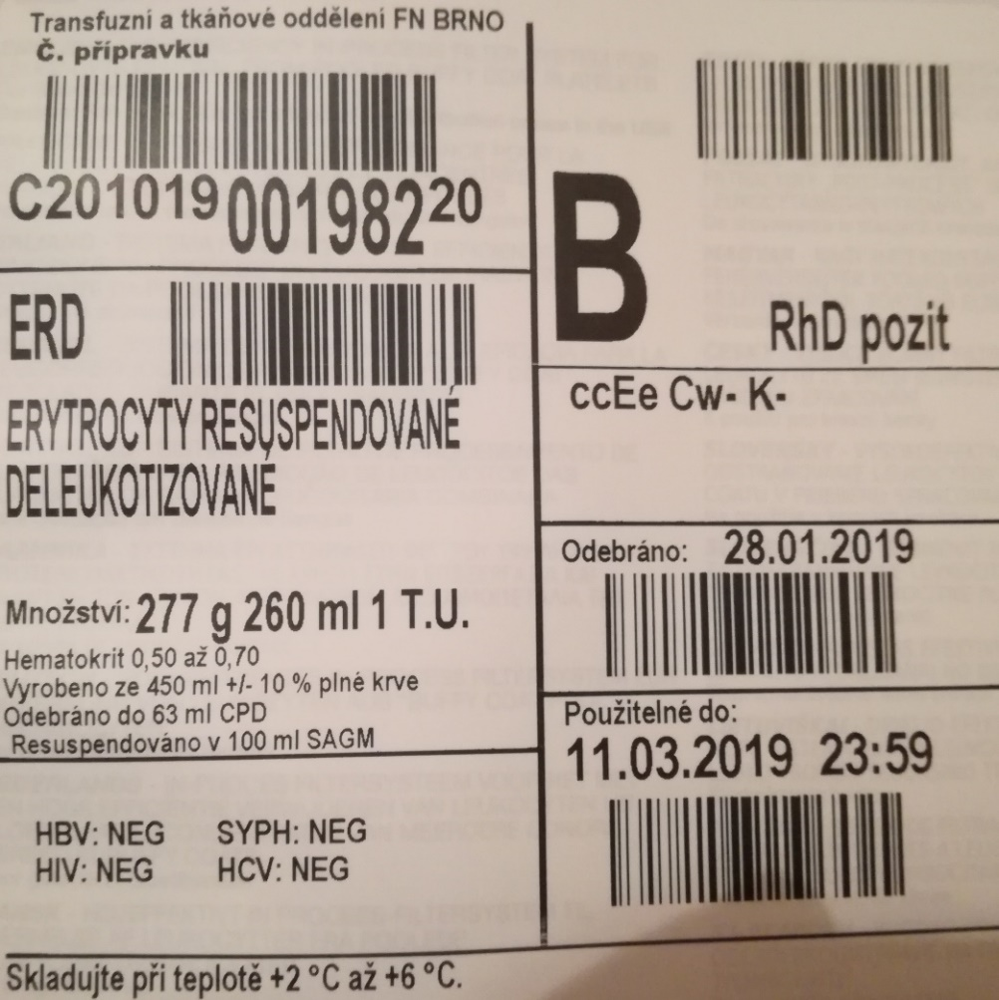 Transfuzní a tkáňové oddělení FN BRNO
Č. přípravku
C201019 001982 20
ERD
ERYTROCYTY RESUSPENDOVANÉ
DELEUKOTIZOVANÉ
Množství: 277 g 260 ml 1 T.U.
Hematokrit 0,50 až 0,70
Vyrobeno ze 450 ml +/- 10 % plné krve
Odebráno do 63 ml CPD
Resuspendováno v 100 ml SAGM
HBV: NEG SYPH: NEG
HIV: NEG HCV: NEG
B
RhD pozit
ccEe Cw- K-
Odebráno: 28.01.2019
Použitelné do:
11.03.2019 23:59
Skladujte při teplotě +2 °C až +6 °C.